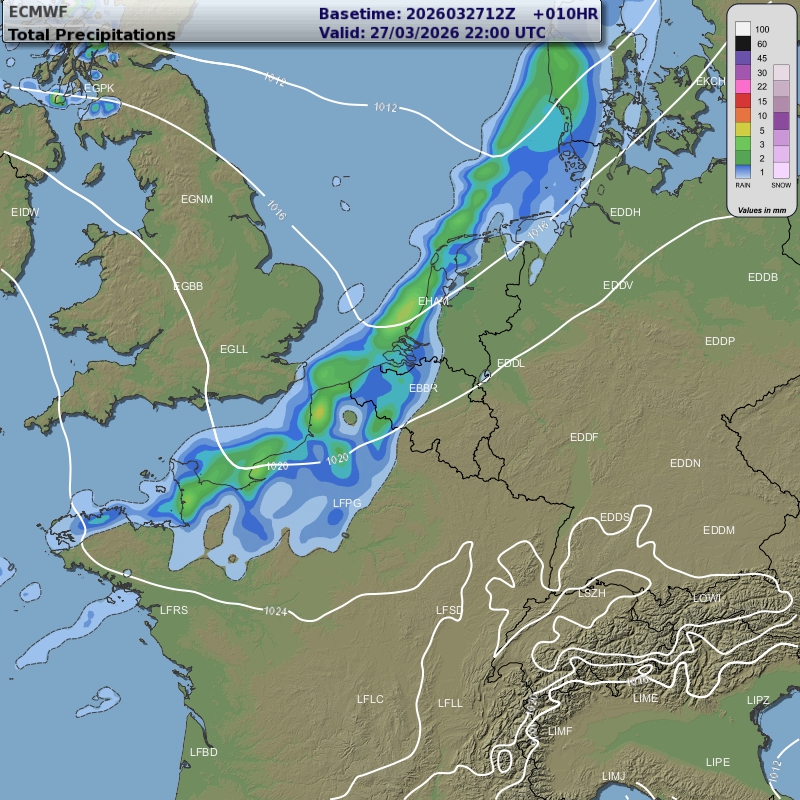 ECMWF
Basetime: 2026032712Z +010HR
Total Precipitations
Valid: 27/03/2026 22:00 UTC
100
60
45
30
22
15
10
5
3
2
1
RAIN SNOW
Values in mm
1012
1012
EGPK
EKCH
EGNM
EIDW
1016
EDDH
1016
EDDB
EGBB
EDDV
EHAM
EDDP
EGLL
EDDL
EBBR
EDDF
1020
1020
EDDN
LFPG
EDDS
EDDM
LSZH
LOWI
LFRS
1024
LFSD
LFLC
LFLL
LIME
LIPZ
LIMF
LFBD
LIPE
1012
LIMJ